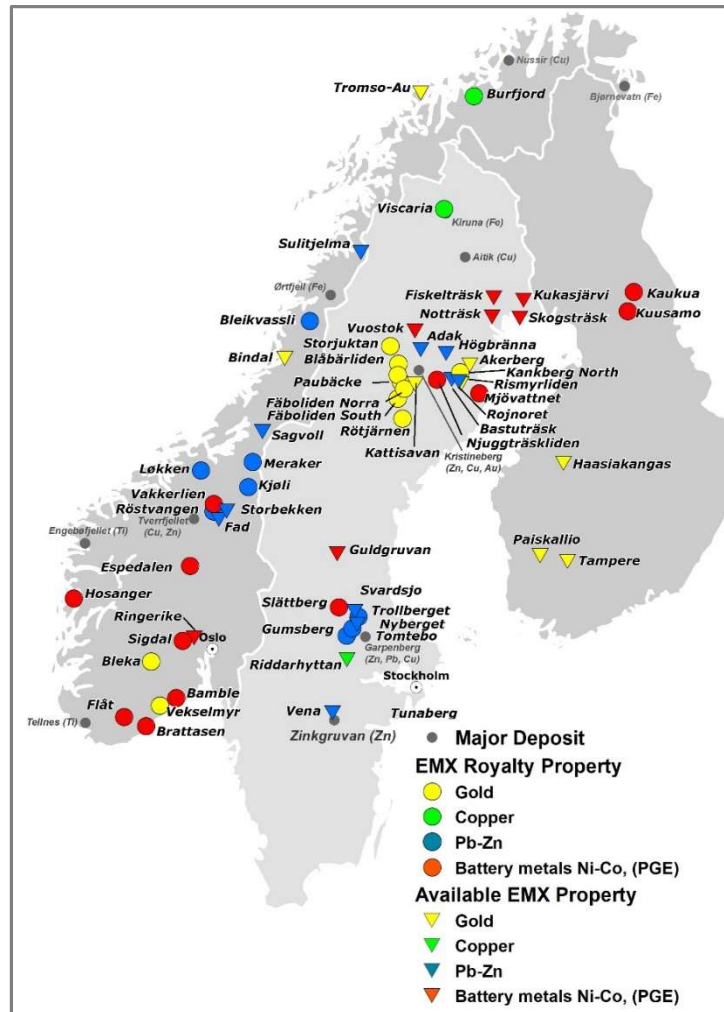 Nussir (Cu)
Tromso-Au
Burfjord
Bjørnevatn (Fe)
Viscaria
Kiruna (Fe)
Sulitjelma
Aitik (Cu)
Ørtfjell (Fe)
Fiskelträsk
Kukasjärvi
Kaukua
Notträsk
Skogsträsk
Kuusamo
Bleikvassli
Vuostok
Adak
Storjuktan
Högbränna
Bindal
Blåbärliden
Akerberg
Kankberg North
Paubäcke
Rismyrliden
Mjövattnet
Fäboliden Norra
Fäboliden South
Rojnoret
Bastuträsk
Rötjärnen
Njuggträskliden
Kattisavan
Kristineberg
(Zn, Cu, Au)
Sagvoll
Løkken
Meraker
Haasiakangas
Kjøli
Vakkerlien
Røstvangen
Storbekken
Tverrfjellet
(Cu, Zn)
Fad
Engebøfjellet (Ti)
Paiskallio
Tampere
Guldgruvan
Espedalen
Hosanger
Svardsjo
Slättberg
Trollberget
Ringerike
Nyberget
Gumsberg
Tomtebo
Sigdal
Oslo
Garpenberg
(Zn, Pb, Cu)
Bleka
Riddarhyttan
Stockholm
Bamble
Flåt
Vekselmyr
Vena
Tunaberg
Tellnes (Ti)
Brattasen
Zinkgruvan (Zn)
Major Deposit
EMX Royalty Property
Gold
Copper
Pb-Zn
Battery metals Ni-Co, (PGE)
Available EMX Property
Gold
Copper
Pb-Zn
Battery metals Ni-Co, (PGE)